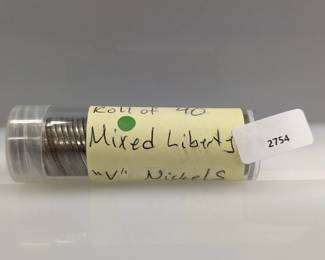 Roll of 40
Mixed Liberty
2754
"V" Nickels